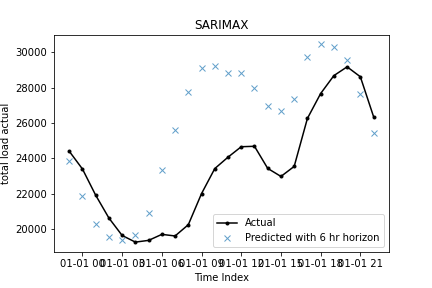 SARIMAX
total load actual
30000
28000
26000
24000
22000
20000
Actual
Predicted with 6 hr horizon
01-01 00 01-01 03 01-01 06 01-01 09 01-01 12 01-01 15 01-01 18 01-01 21
Time Index